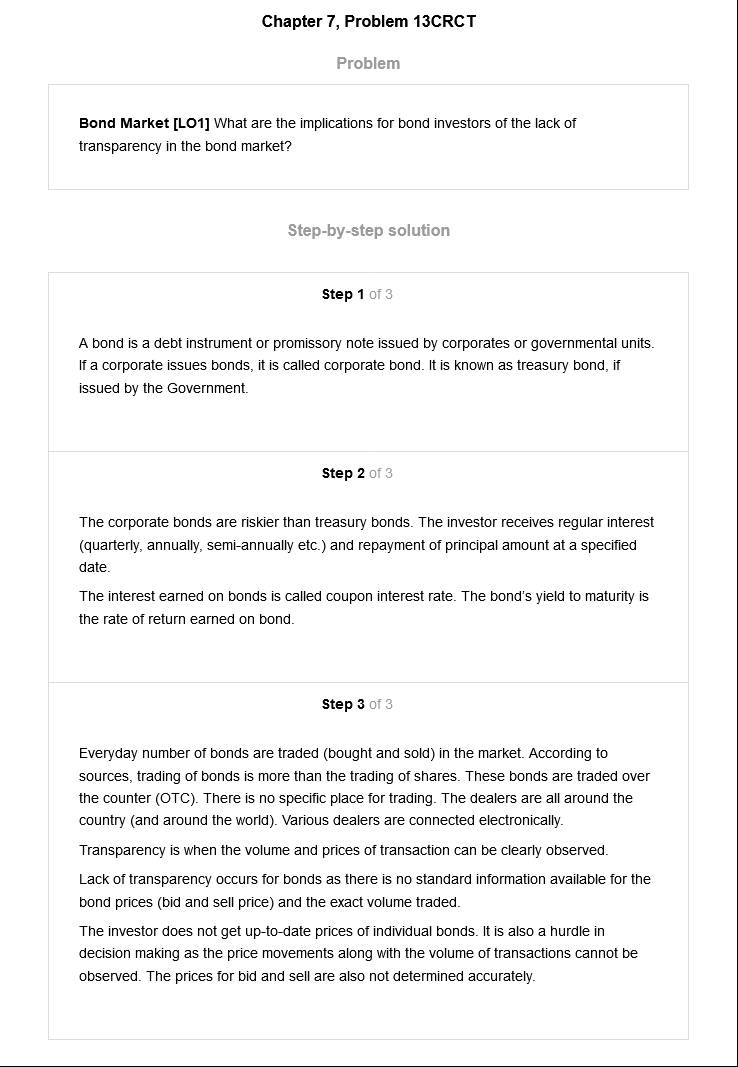 Chapter 7, Problem 13CRCT
Problem
Bond Market [LO1] What are the implications for bond investors of the lack of
transparency in the bond market?
Step-by-step solution
Step 1 of 3
A bond is a debt instrument or promissory note issued by corporates or governmental units.
If a corporate issues bonds, it is called corporate bond. It is known as treasury bond, if
issued by the Government.
Step 2 of 3
The corporate bonds are riskier than treasury bonds. The investor receives regular interest
(quarterly, annually, semi-annually etc.) and repayment of principal amount at a specified
date.
The interest earned on bonds is called coupon interest rate. The bond's yield to maturity is
the rate of return earned on bond.
Step 3 of 3
Everyday number of bonds are traded (bought and sold) in the market. According to
sources, trading of bonds is more than the trading of shares. These bonds are traded over
the counter (OTC). There is no specific place for trading. The dealers are all around the
country (and around the world). Various dealers are connected electronically.
Transparency is when the volume and prices of transaction can be clearly observed.
Lack of transparency occurs for bonds as there is no standard information available for the
bond prices (bid and sell price) and the exact volume traded.
The investor does not get up-to-date prices of individual bonds. It is also a hurdle in
decision making as the price movements along with the volume of transactions cannot be
observed. The prices for bid and sell are also not determined accurately.